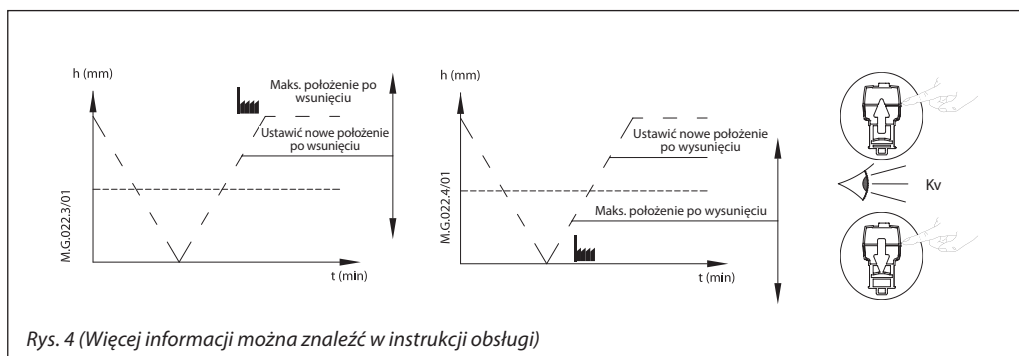 h (mm)
Maks. położenie po
wsunięciu
Ustawić nowe położenie
po wsunięciu
M.G.022.3/01
t (min)
h (mm)
Ustawić nowe położenie
po wysunięciu
Maks. położenie po wysunięciu
M.G.022.4/01
t (min)
Kv
Rys. 4 (Więcej informacji można znaleźć w instrukcji obsługi)